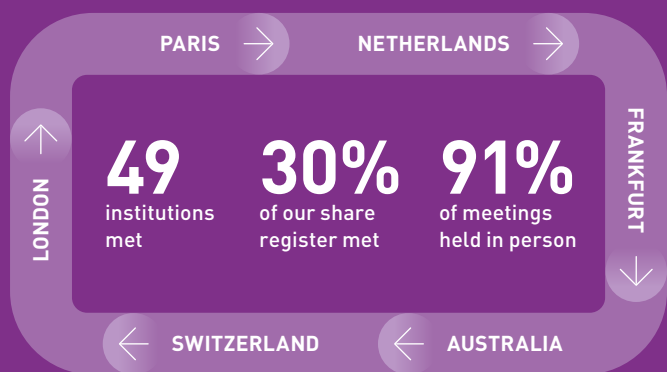 PARIS
NETHERLANDS
FRANKFURT
LONDON
49
institutions
met
30%
of our share
register met
91%
of meetings
held in person
SWITZERLAND
AUSTRALIA